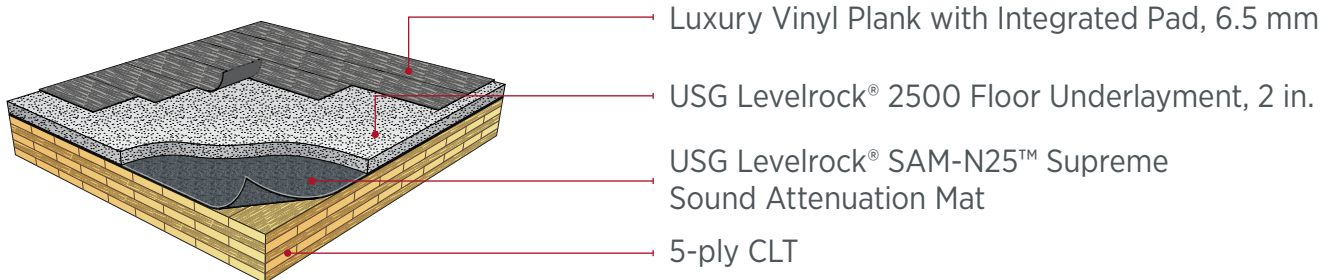 Luxury Vinyl Plank with Integrated Pad, 6.5 mm
USG Levelrock® 2500 Floor Underlayment, 2 in.
USG Levelrock® SAM-N25™ Supreme
Sound Attenuation Mat
5-ply CLT